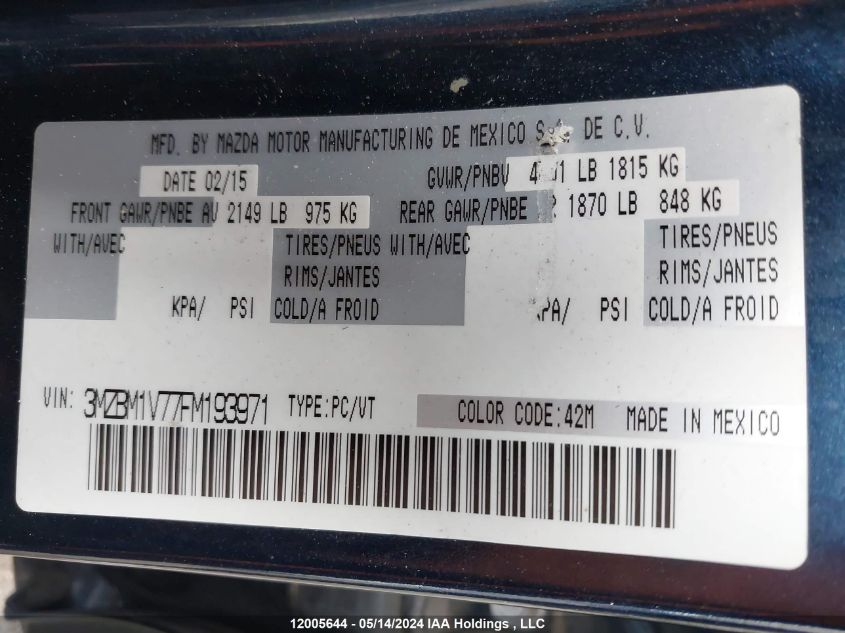 MFD. BY MAZDA MOTOR MANUFACTURING DE MEXICO S.A. DE C.V.
DATE 02/15 GVWR/PNBV LB 1815 KG
FRONT GAWR/PNBE AV 2149 LB 975 KG REAR GAWR/PNBE 1870 LB 848 KG
WITH/AVEC TIRES/PNEUS WITH/AVEC TIRES/PNEUS
RIMS/JANTES RIMS/JANTES
KPA/ PSI COLD/A FROID KPA/ PSI COLD/A FROID
VIN: 3MZBM1V77FM193971 TYPE:PC/VT COLOR CODE:42M MADE IN MEXICO
12005644 - 05/14/2024 IAA Holdings , LLC